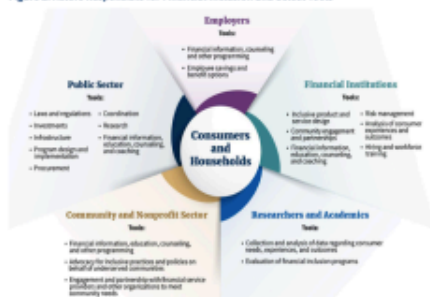 Employers
Tools:
• Financial information, counseling
and other programming
• Employee savings and
benefit options
Public Sector
Tools:
• Laws and regulations
• Investments
• Infrastructure
• Program design and
implementation
• Procurement
• Coordination
• Research
• Financial information,
education, counseling,
and coaching
Financial Institutions
Tools:
• Inclusive product and
service design
• Community engagement
and partnerships
• Financial information,
education, counseling,
and coaching
• Risk management
• Analysis of consumer
experiences and
outcomes
• Hiring and workforce
training
Consumers
and
Households
Community and Nonprofit Sector
Tools:
• Financial information, education, counseling,
and other programming
• Advocacy for inclusive practices and policies on
behalf of underserved communities
• Engagement and partnership with financial service
providers and other organizations to meet
community needs
Researchers and Academics
Tools:
• Collection and analysis of data regarding consumer
needs, experiences, and outcomes
• Evaluation of financial inclusion programs